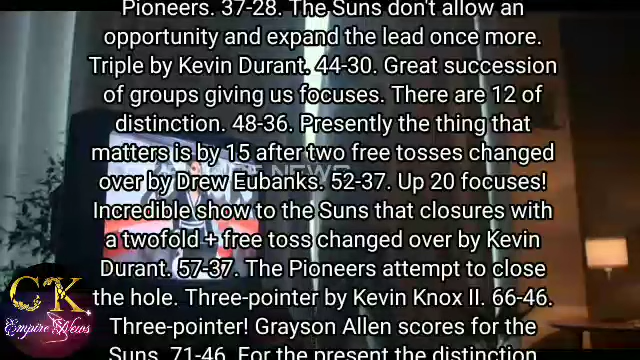 Pioneers. 37-28. The Suns don't allow an
opportunity and expand the lead once more.
Triple by Kevin Durant. 44-30. Great succession
of groups giving us focuses. There are 12 of
distinction. 48-36. Presently the thing that
matters is by 15 after two free tosses changed
over by Drew Eubanks. 52-37. Up 20 focuses!
Incredible show to the Suns that closures with
a twofold + free toss changed over by Kevin
Durant. 57-37. The Pioneers attempt to close
the hole. Three-pointer by Kevin Knox II. 66-46.
Three-pointer! Grayson Allen scores for the
Suns. 71-46. For the present the distinction
NEWS
CK
Empire News